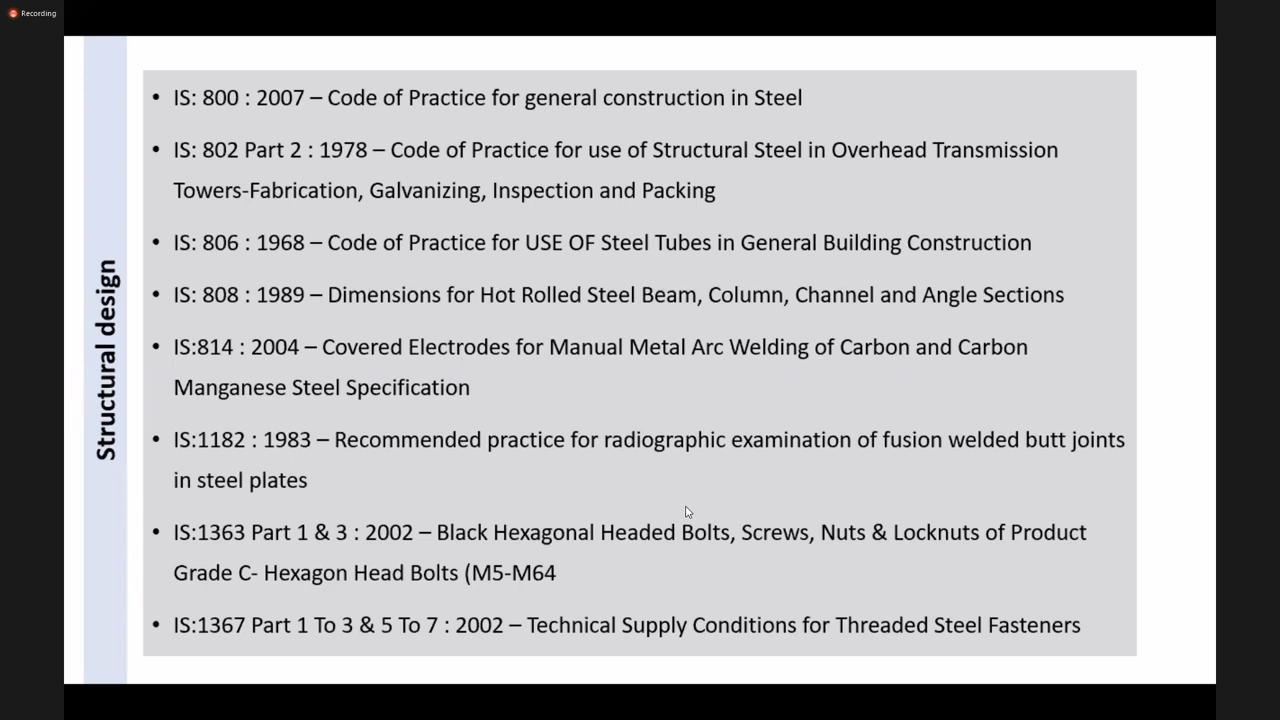 Recording
Structural design
• IS: 800 : 2007 – Code of Practice for general construction in Steel
• IS: 802 Part 2 : 1978 – Code of Practice for use of Structural Steel in Overhead Transmission
Towers-Fabrication, Galvanizing, Inspection and Packing
• IS: 806 : 1968 – Code of Practice for USE OF Steel Tubes in General Building Construction
• IS: 808 : 1989 – Dimensions for Hot Rolled Steel Beam, Column, Channel and Angle Sections
• IS:814 : 2004 – Covered Electrodes for Manual Metal Arc Welding of Carbon and Carbon
Manganese Steel Specification
• IS:1182 : 1983 – Recommended practice for radiographic examination of fusion welded butt joints
in steel plates
• IS:1363 Part 1 & 3 : 2002 – Black Hexagonal Headed Bolts, Screws, Nuts & Locknuts of Product
Grade C- Hexagon Head Bolts (M5-M64
• IS:1367 Part 1 To 3 & 5 To 7 : 2002 – Technical Supply Conditions for Threaded Steel Fasteners